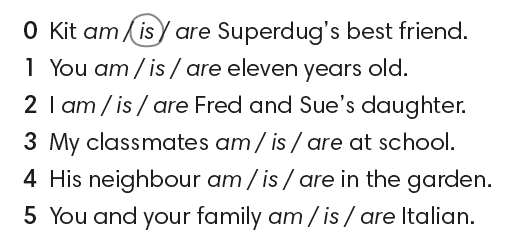 0 Kit am / is / are Superdug's best friend.
1 You am / is / are eleven years old.
2 I am / is / are Fred and Sue's daughter.
3 My classmates am / is / are at school.
4 His neighbour am / is / are in the garden.
5 You and your family am / is / are Italian.